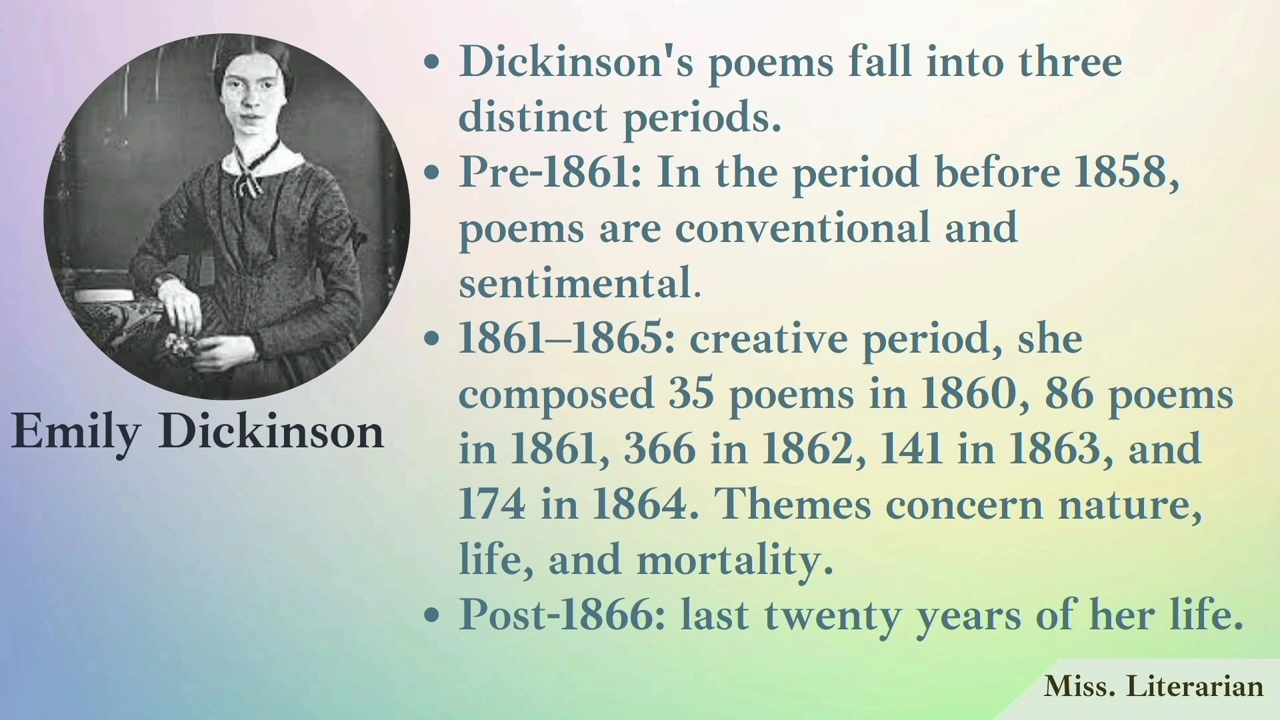 Dickinson's poems fall into three
distinct periods.
Pre-1861: In the period before 1858,
poems are conventional and
sentimental.
1861–1865: creative period, she
composed 35 poems in 1860, 86 poems
in 1861, 366 in 1862, 141 in 1863, and
174 in 1864. Themes concern nature,
life, and mortality.
Post-1866: last twenty years of her life.
Emily Dickinson
Miss. Literarian